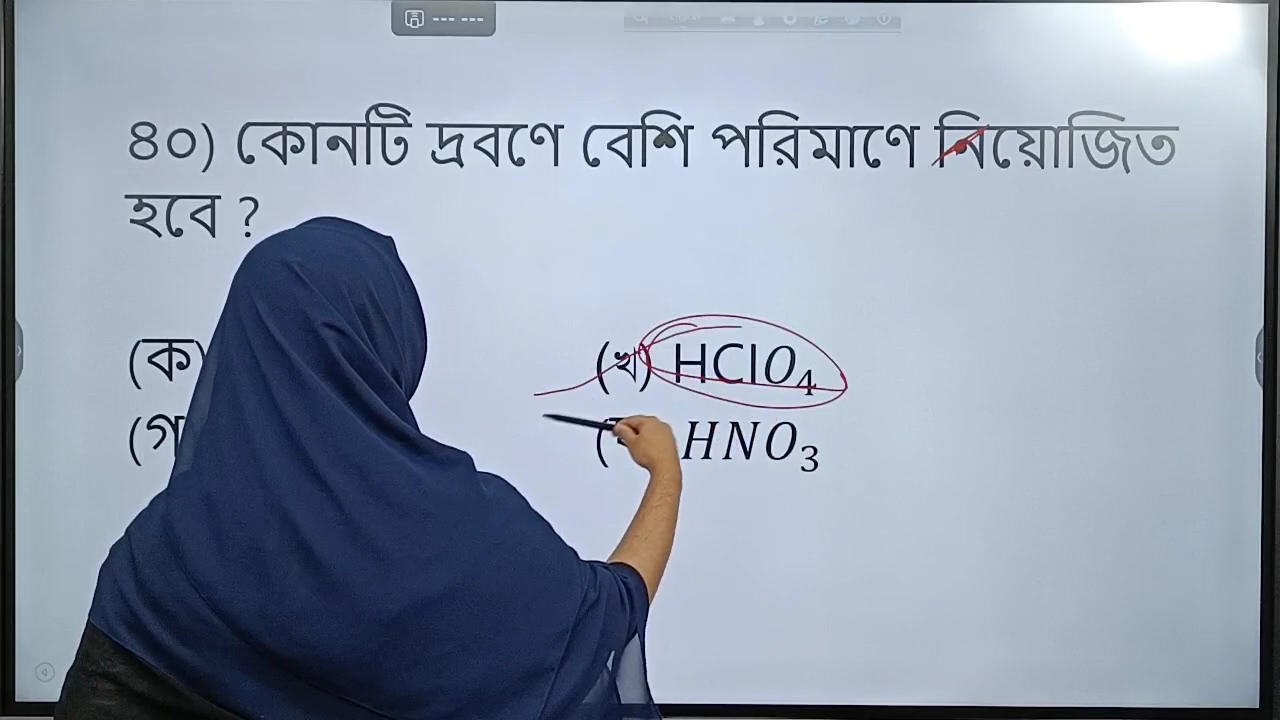 ৪০) কোনটি দ্রবণে বেশি পরিমাণে নিয়োজিত
হবে ?
(ক) (খ) HClO₄
(গ HNO₃